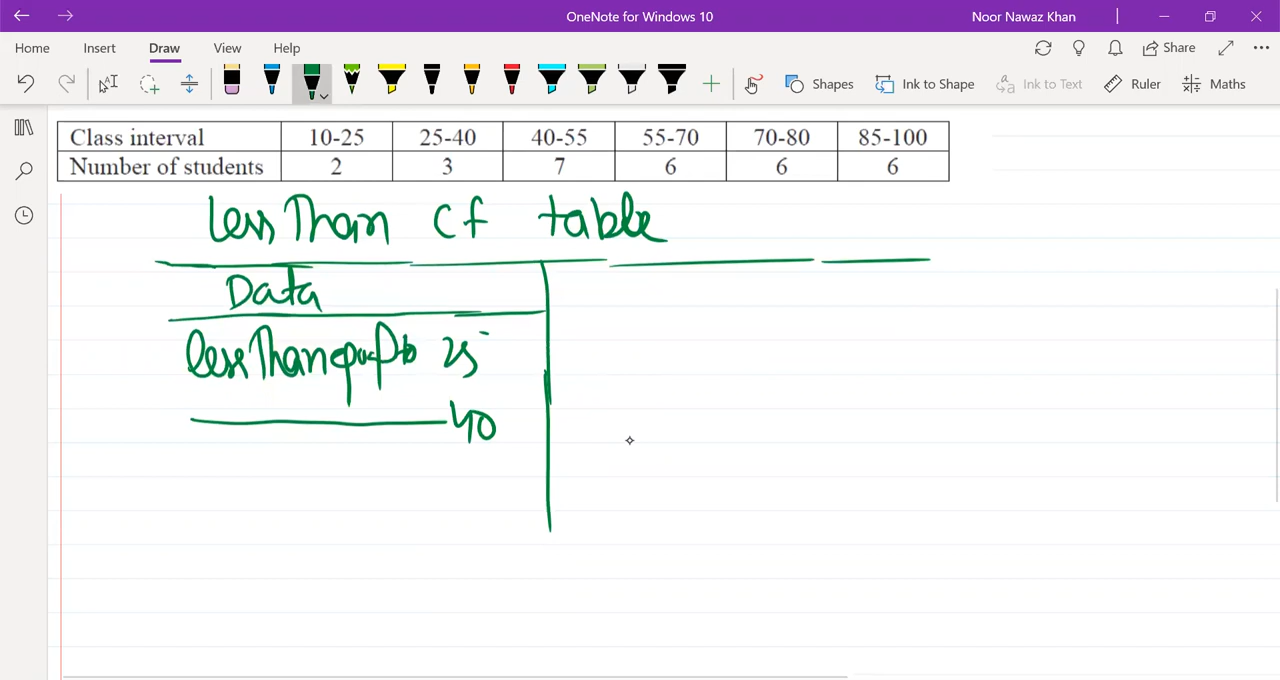 OneNote for Windows 10
Noor Nawaz Khan
Home Insert Draw View Help Share
Shapes Ink to Shape Ink to Text Ruler Maths
Class interval 10-25 25-40 40-55 55-70 70-80 85-100
Number of students 2 3 7 6 6 6
less Than cf table
Data
less Than equal to 25
40